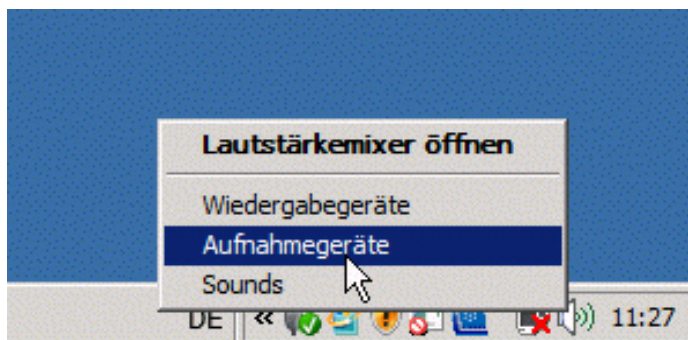 Lautstärkemixer öffnen
Wiedergabegeräte
Aufnahmegeräte
Sounds
DE « 11:27